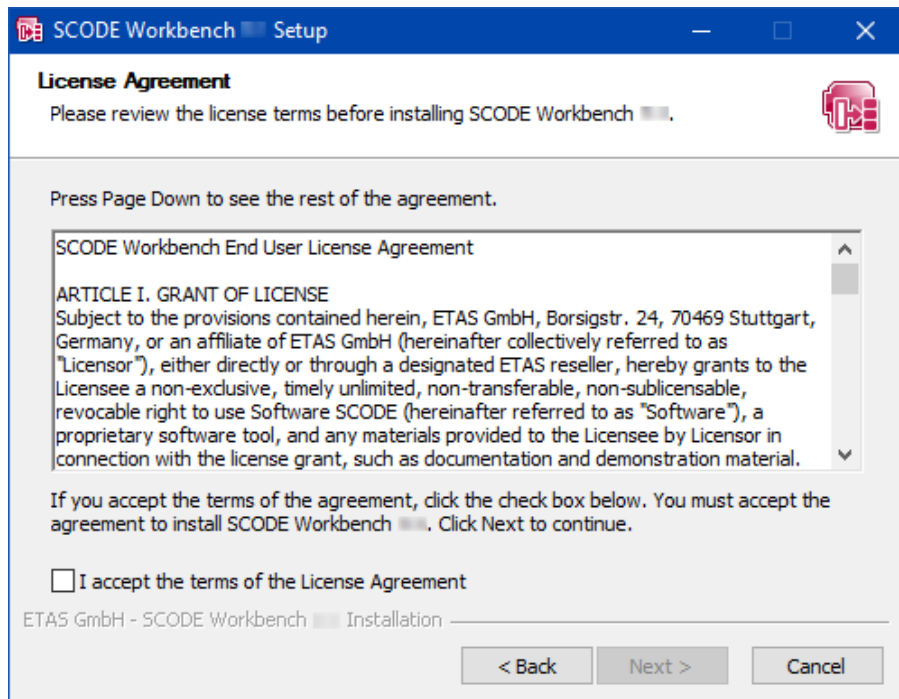 SCODE Workbench Setup
License Agreement
Please review the license terms before installing SCODE Workbench .
Press Page Down to see the rest of the agreement.
SCODE Workbench End User License Agreement
ARTICLE I. GRANT OF LICENSE
Subject to the provisions contained herein, ETAS GmbH, Borsigstr. 24, 70469 Stuttgart,
Germany, or an affiliate of ETAS GmbH (hereinafter collectively referred to as
"Licensor"), either directly or through a designated ETAS reseller, hereby grants to the
Licensee a non-exclusive, timely unlimited, non-transferable, non-sublicensable,
revocable right to use Software SCODE (hereinafter referred to as "Software"), a
proprietary software tool, and any materials provided to the Licensee by Licensor in
connection with the license grant, such as documentation and demonstration material.
If you accept the terms of the agreement, click the check box below. You must accept the
agreement to install SCODE Workbench . Click Next to continue.
I accept the terms of the License Agreement
ETAS GmbH - SCODE Workbench Installation
< Back Next > Cancel